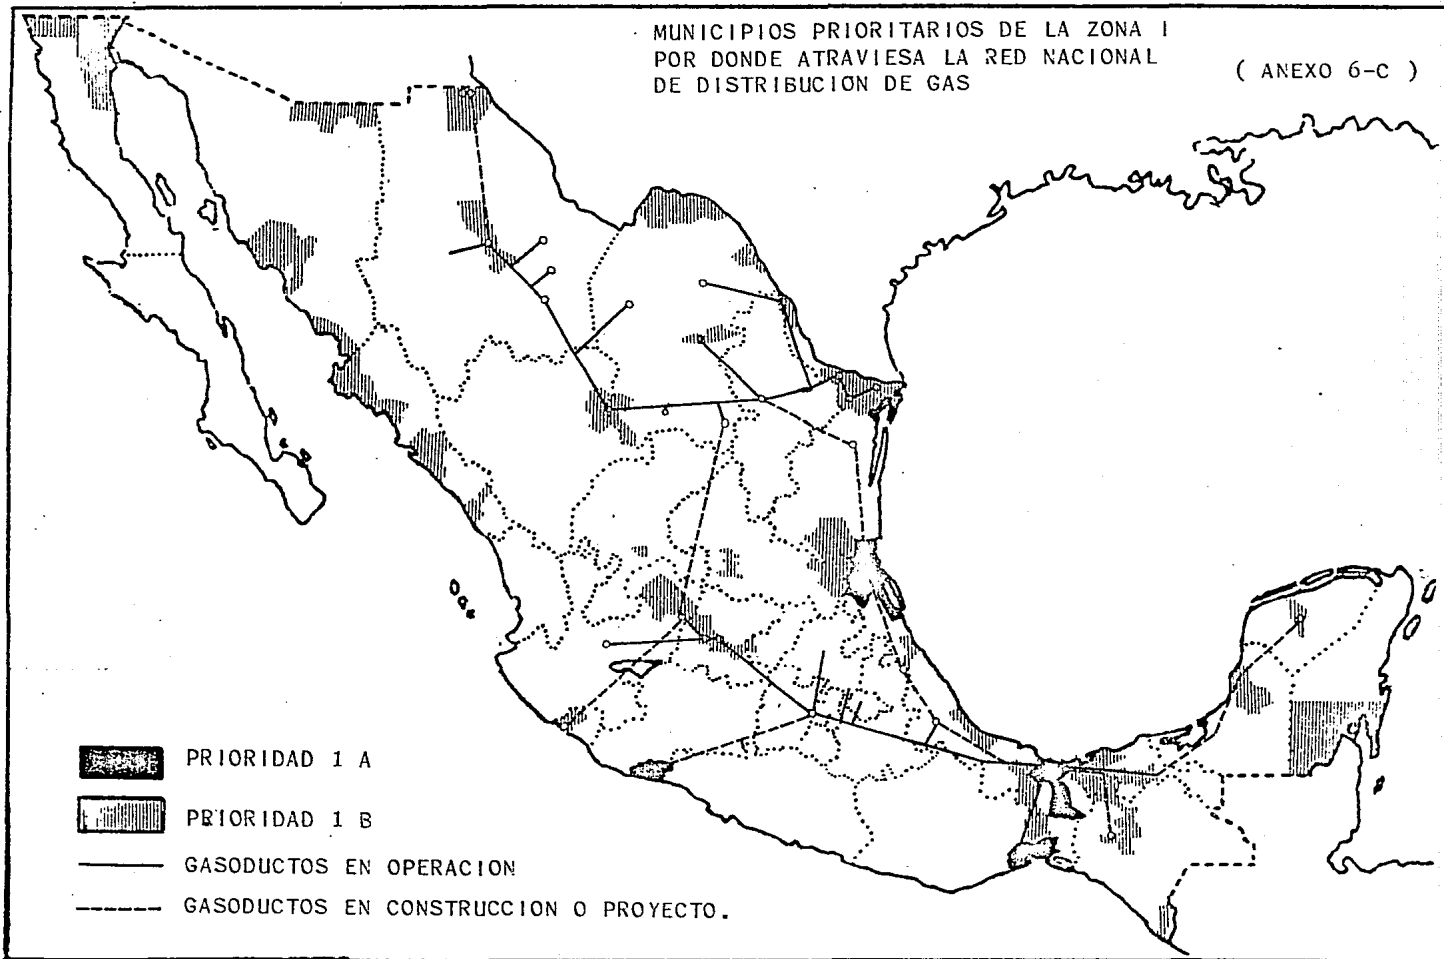 MUNICIPIOS PRIORITARIOS DE LA ZONA I
POR DONDE ATRAVIESA LA RED NACIONAL
DE DISTRIBUCION DE GAS
( ANEXO 6-C )
PRIORIDAD 1 A
PRIORIDAD 1 B
GASODUCTOS EN OPERACION
GASODUCTOS EN CONSTRUCCION O PROYECTO.